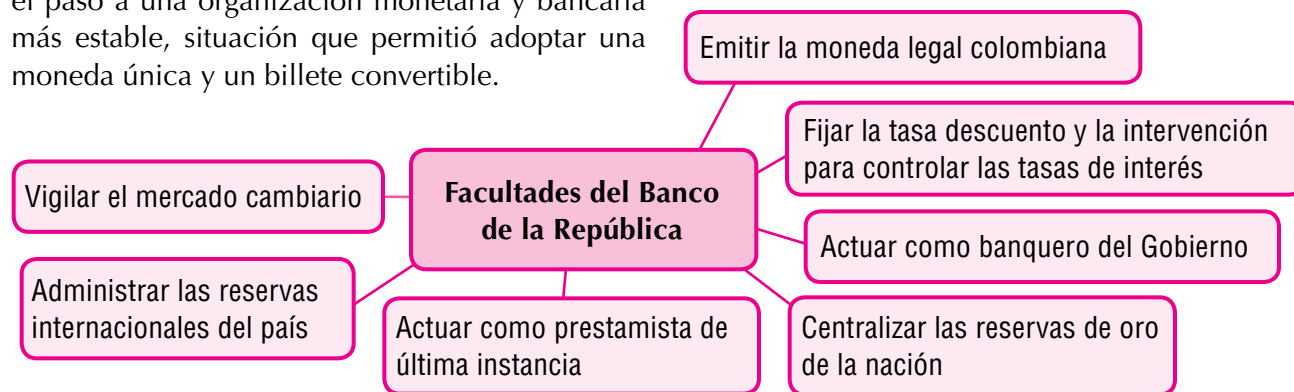 el paso a una organización monetaria y bancaria
más estable, situación que permitió adoptar una
moneda única y un billete convertible.
Emitir la moneda legal colombiana
Fijar la tasa descuento y la intervención
para controlar las tasas de interés
Vigilar el mercado cambiario
Facultades del Banco
de la República
Actuar como banquero del Gobierno
Administrar las reservas
internacionales del país
Actuar como prestamista de
última instancia
Centralizar las reservas de oro
de la nación